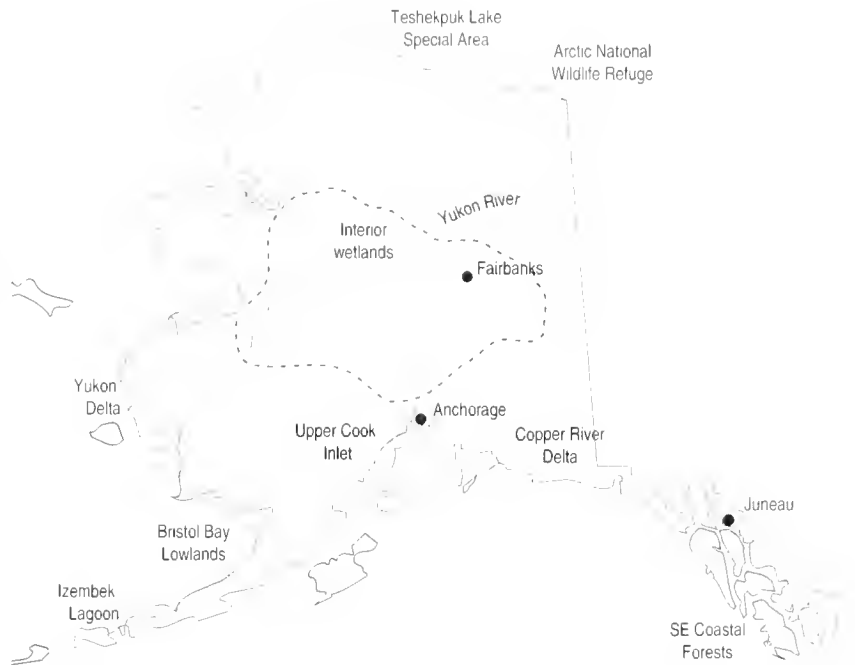 Teshekpuk Lake
Special Area
Arctic National
Wildlife Refuge
Yukon River
Interior
wetlands
Fairbanks
Yukon
Delta
Anchorage
Upper Cook
Inlet
Copper River
Delta
Juneau
Bristol Bay
Lowlands
Izembek
Lagoon
SE Coastal
Forests